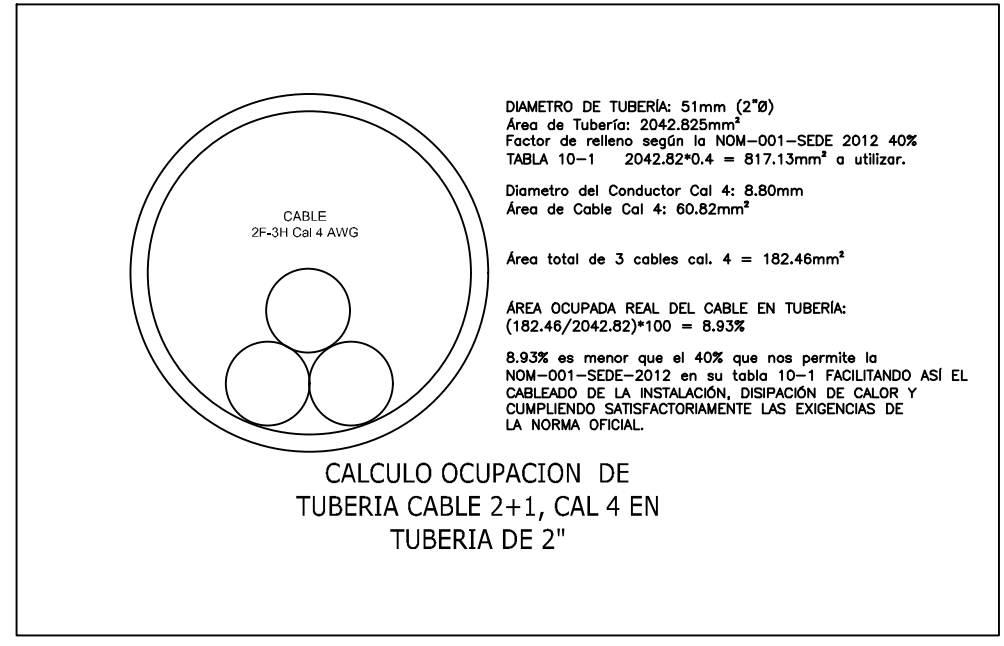 DIAMETRO DE TUBERÍA: 51mm (2"Ø)
Área de Tubería: 2042.825mm²
Factor de relleno según la NOM-001-SEDE 2012 40%
TABLA 10-1 2042.82*0.4 = 817.13mm² a utilizar.
Diametro del Conductor Cal 4: 8.80mm
Área de Cable Cal 4: 60.82mm²
CABLE
2F-3H Cal 4 AWG
Área total de 3 cables cal. 4 = 182.46mm²
ÁREA OCUPADA REAL DEL CABLE EN TUBERÍA:
(182.46/2042.82)*100 = 8.93%
8.93% es menor que el 40% que nos permite la
NOM-001-SEDE-2012 en su tabla 10-1 FACILITANDO ASÍ EL
CABLEADO DE LA INSTALACIÓN, DISIPACIÓN DE CALOR Y
CUMPLIENDO SATISFACTORIAMENTE LAS EXIGENCIAS DE
LA NORMA OFICIAL.
CALCULO OCUPACION DE
TUBERIA CABLE 2+1, CAL 4 EN
TUBERIA DE 2"